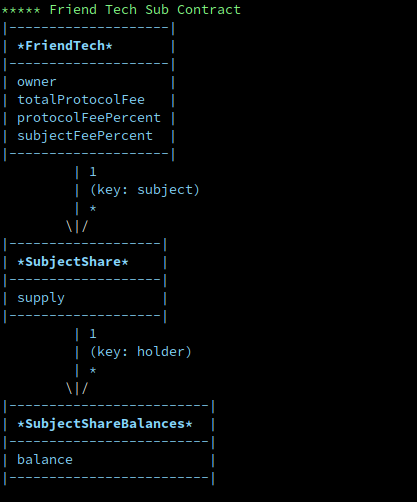 ***** Friend Tech Sub Contract
|--------------------|
| *FriendTech*       |
|--------------------|
| owner              |
| totalProtocolFee   |
| protocolFeePercent |
| subjectFeePercent  |
|--------------------|
         | 1
         | (key: subject)
         | *
        \|/
|-------------------|
| *SubjectShare*    |
|-------------------|
| supply            |
|-------------------|
         | 1
         | (key: holder)
         | *
        \|/
|-------------------------|
| *SubjectShareBalances*  |
|-------------------------|
| balance                 |
|-------------------------|